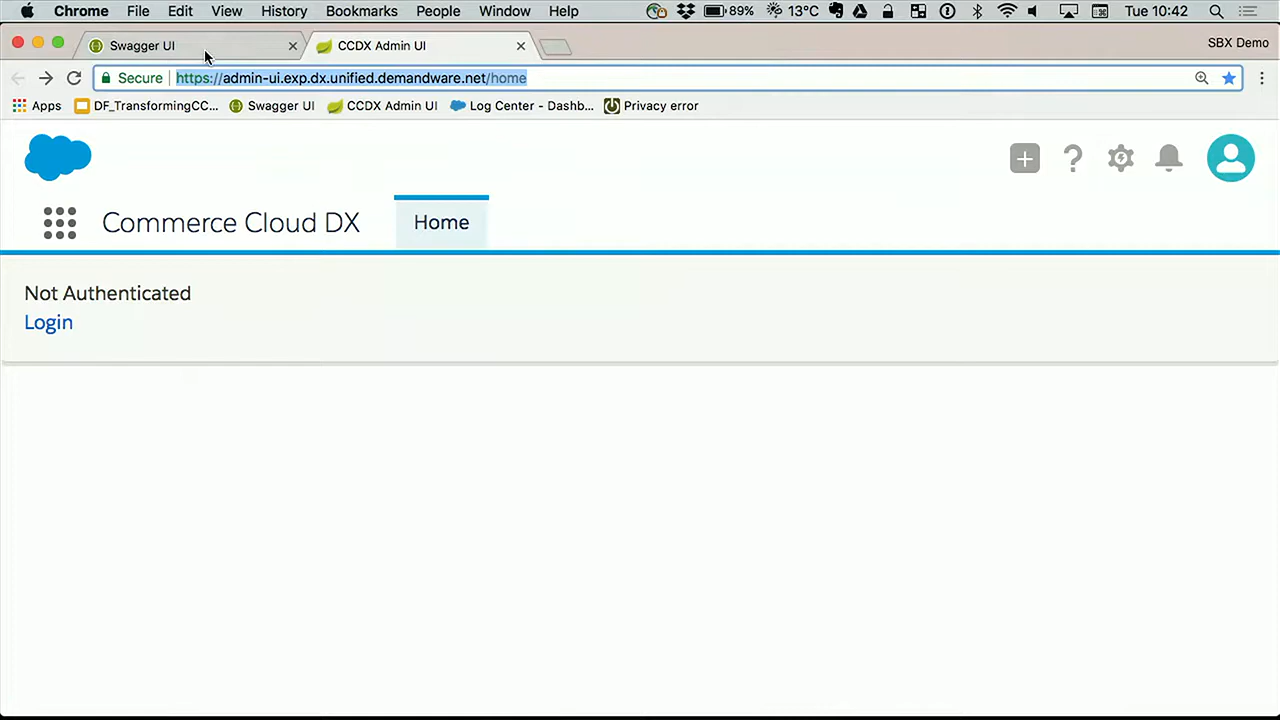 Chrome File Edit View History Bookmarks People Window Help 89% 13°C Tue 10:42
Swagger UI CCDX Admin UI SBX Demo
Secure https://admin-ui.exp.dx.unified.demandware.net/home
Apps DF_TransformingCC... Swagger UI CCDX Admin UI Log Center - Dashb... Privacy error
Commerce Cloud DX Home
Not Authenticated
Login